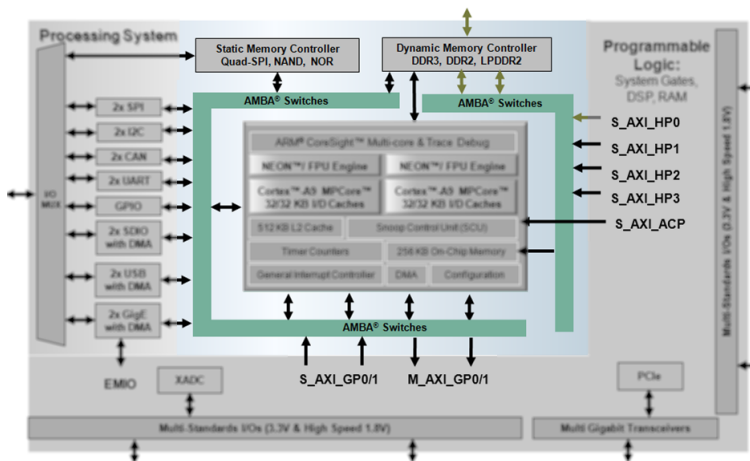 Processing System
Static Memory Controller
Quad-SPI, NAND, NOR
Dynamic Memory Controller
DDR3, DDR2, LPDDR2
Programmable
Logic:
System Gates,
DSP, RAM
AMBA® Switches
AMBA® Switches
2x SPI
2x I2C
2x CAN
2x UART
GPIO
2x SDIO
with DMA
2x USB
with DMA
2x GigE
with DMA
I/O
MUX
EMIO
ARM® CoreSight™ Multi-core & Trace Debug
NEON™/ FPU Engine
NEON™/ FPU Engine
Cortex™-A9 MPCore™
32/32 KB I/D Caches
Cortex™-A9 MPCore™
32/32 KB I/D Caches
512 KB L2 Cache
Snoop Control Unit (SCU)
Timer Counters
256 KB On-Chip Memory
General Interrupt Controller
DMA
Configuration
AMBA® Switches
S_AXI_HP0
S_AXI_HP1
S_AXI_HP2
S_AXI_HP3
S_AXI_ACP
S_AXI_GP0/1
M_AXI_GP0/1
XADC
PCIe
Multi-Standards I/Os (3.3V & High Speed 1.8V)
Multi Gigabit Transceivers
Multi-Standards I/Os (3.3V & High Speed 1.8V)